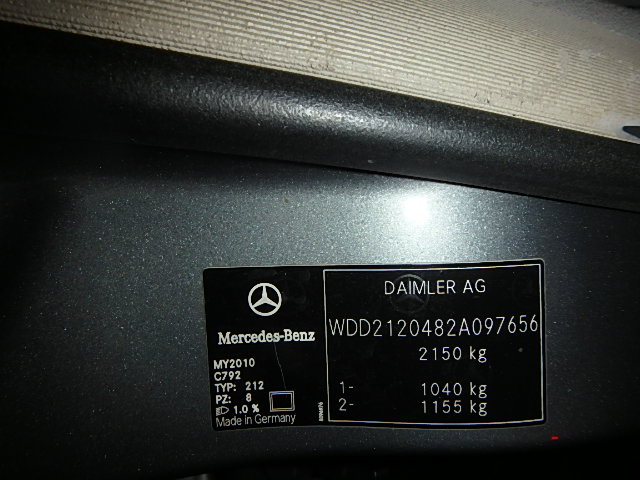 Mercedes-Benz
MY2010
C792
TYP: 212
PZ: 8
1.0 %
Made in Germany
DAIMLER AG
WDD2120482A097656
2150 kg
1- 1040 kg
2- 1155 kg